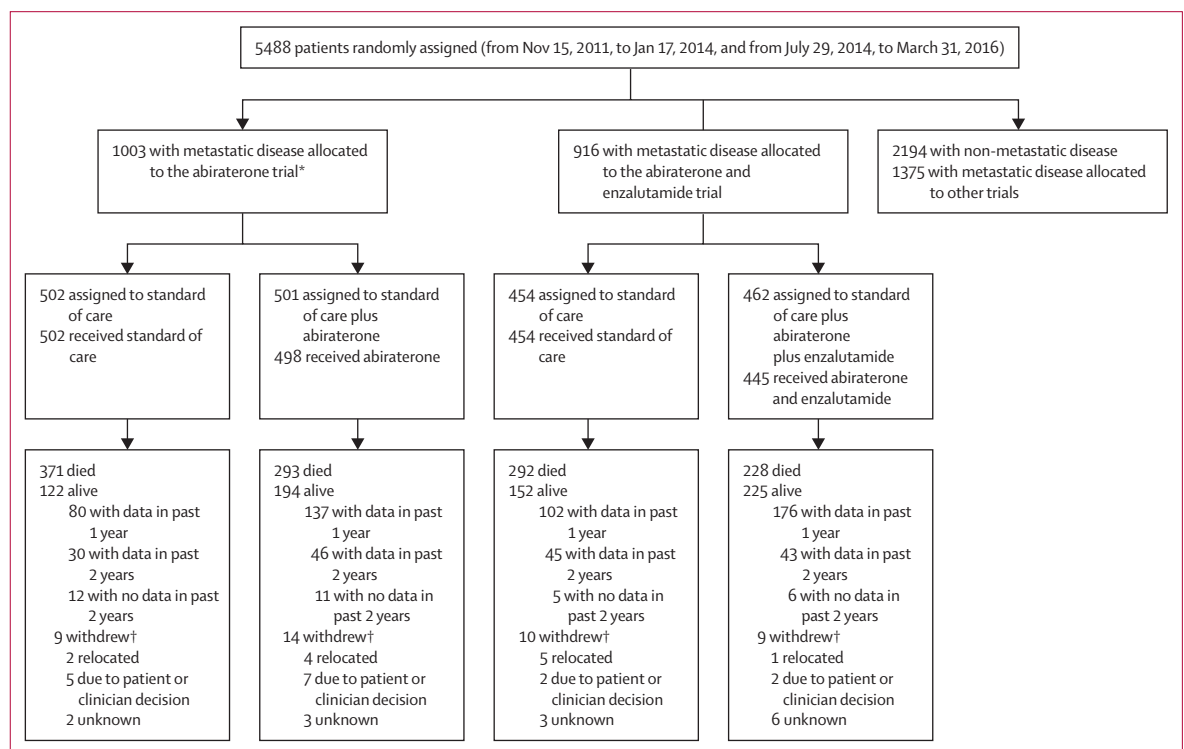 5488 patients randomly assigned (from Nov 15, 2011, to Jan 17, 2014, and from July 29, 2014, to March 31, 2016)
1003 with metastatic disease allocated
to the abiraterone trial*
916 with metastatic disease allocated
to the abiraterone and
enzalutamide trial
2194 with non-metastatic disease
1375 with metastatic disease allocated
to other trials
502 assigned to standard
of care
502 received standard of
care
501 assigned to standard
of care plus
abiraterone
498 received abiraterone
454 assigned to standard
of care
454 received standard of
care
462 assigned to standard
of care plus
abiraterone
plus enzalutamide
445 received abiraterone
and enzalutamide
371 died
122 alive
80 with data in past
1 year
30 with data in past
2 years
12 with no data in past
2 years
9 withdrew†
2 relocated
5 due to patient or
clinician decision
2 unknown
293 died
194 alive
137 with data in past
1 year
46 with data in past
2 years
11 with no data in
past 2 years
14 withdrew†
4 relocated
7 due to patient or
clinician decision
3 unknown
292 died
152 alive
102 with data in past
1 year
45 with data in past
2 years
5 with no data in
past 2 years
10 withdrew†
5 relocated
2 due to patient or
clinician decision
3 unknown
228 died
225 alive
176 with data in past
1 year
43 with data in past
2 years
6 with no data in
past 2 years
9 withdrew†
1 relocated
2 due to patient or
clinician decision
6 unknown